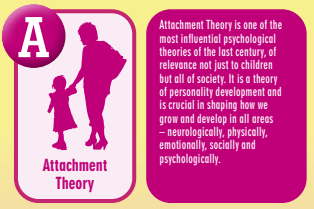 A
Attachment
Theory
Attachment Theory is one of the
most influential psychological
theories of the last century, of
relevance not just to children
but all of society. It is a theory
of personality development and
is crucial in shaping how we
grow and develop in all areas
– neurologically, physically,
emotionally, socially and
psychologically.